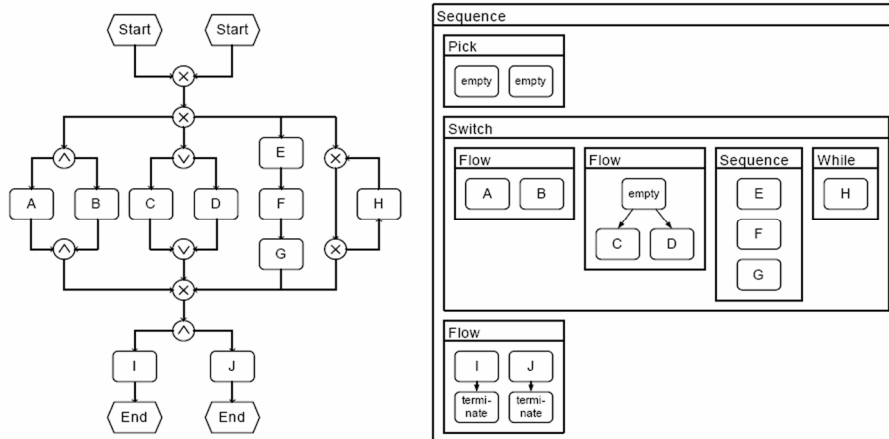 Start Start
E
A B C D F H
G
I J
End End
Sequence
Pick
empty empty
Switch
Flow Flow Sequence While
A B empty E H
C D F
G
Flow
I J
termi- termi-
nate nate